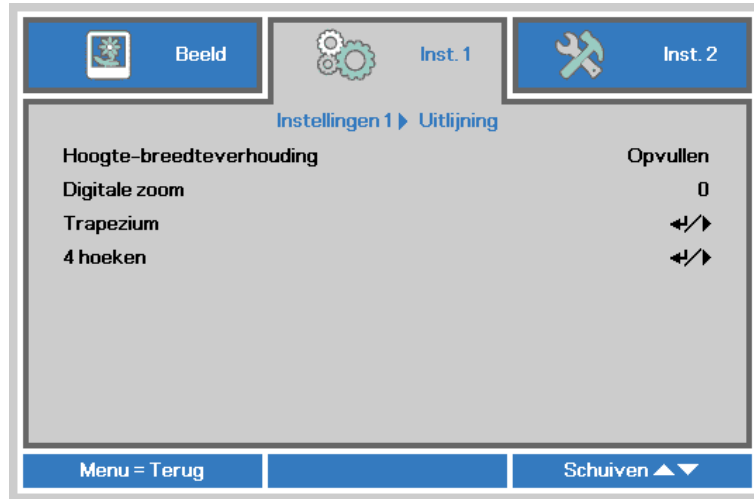 Beeld Inst. 1 Inst. 2
Instellingen 1 Uitlijning
Hoogte-breedteverhouding Opvullen
Digitale zoom 0
Trapezium
4 hoeken
Menu = Terug Schuiven